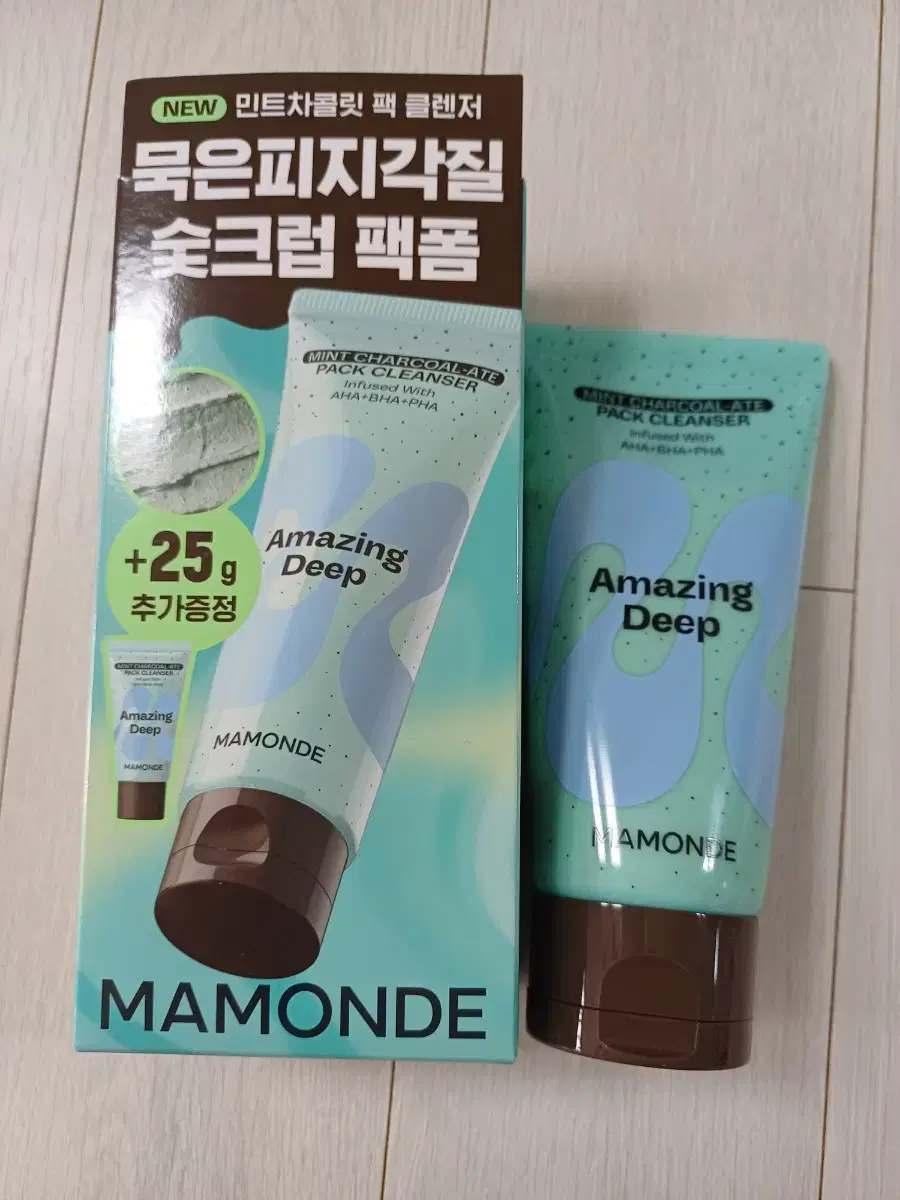 NEW 민트차콜릿 팩 클렌저
묵은피지각질
숯크럽 팩폼
MINT CHARCOAL-ATE
PACK CLEANSER
Infused With
AHA+BHA+PHA
Amazing
Deep
MAMONDE
+25g
추가증정
MINT CHARCOAL-ATE
PACK CLEANSER
Amazing
Deep
MAMONDE
MAMONDE
MINT CHARCOAL-ATE
PACK CLEANSER
Infused With
AHA+BHA+PHA
Amazing
Deep
MAMONDE